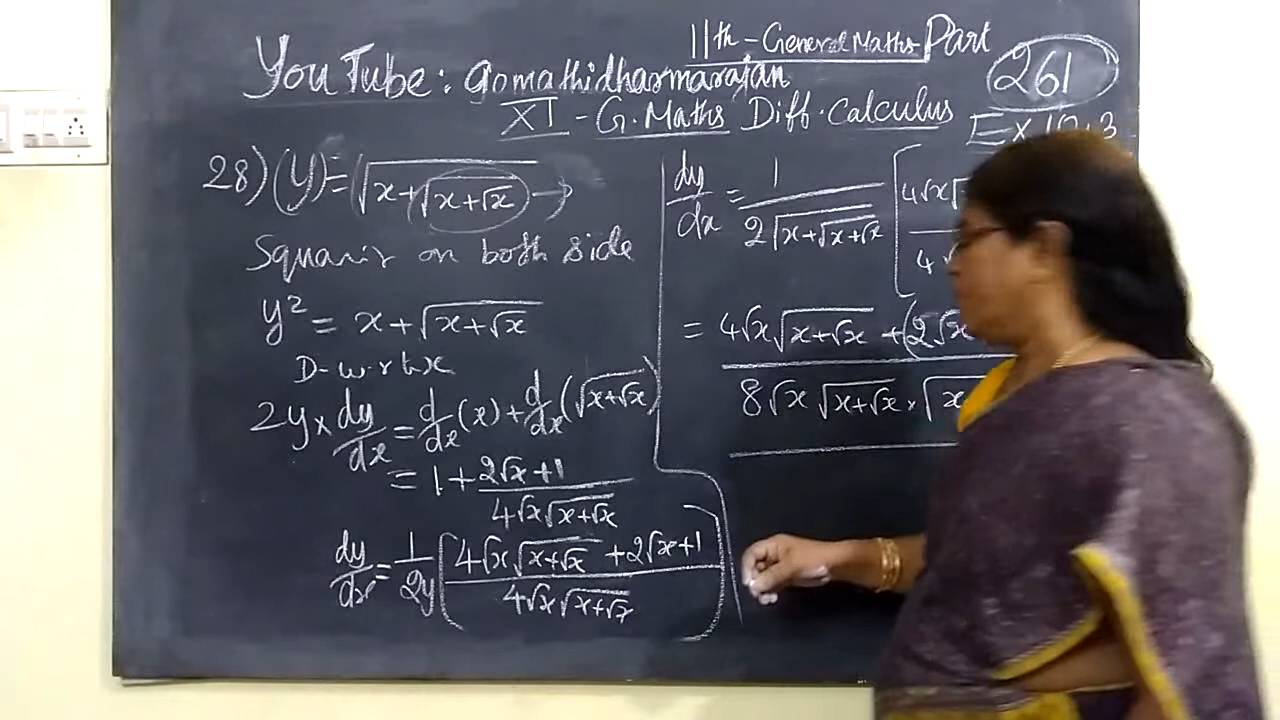 11th - General Maths Part
YouTube: gomathidharmarajan 261
XI - G. Maths Diff. Calculus Ex 10.3
28) (y) = √(x+√(x+√x)) →
Squaring on both side
y² = x+√(x+√x)
D.w.r.to x
2y × dy/dx = d/dx (x) + d/dx (√(x+√x))
= 1 + (2√x+1)/(4√x√(x+√x))
dy/dx = 1/2y [(4√x√(x+√x) + 2√x+1)/(4√x√(x+√x))]
dy/dx = 1/(2√(x+√(x+√x))) [4√x√
4√
= 4√x√(x+√x) + (2√x
8√x √(x+√x) × √x